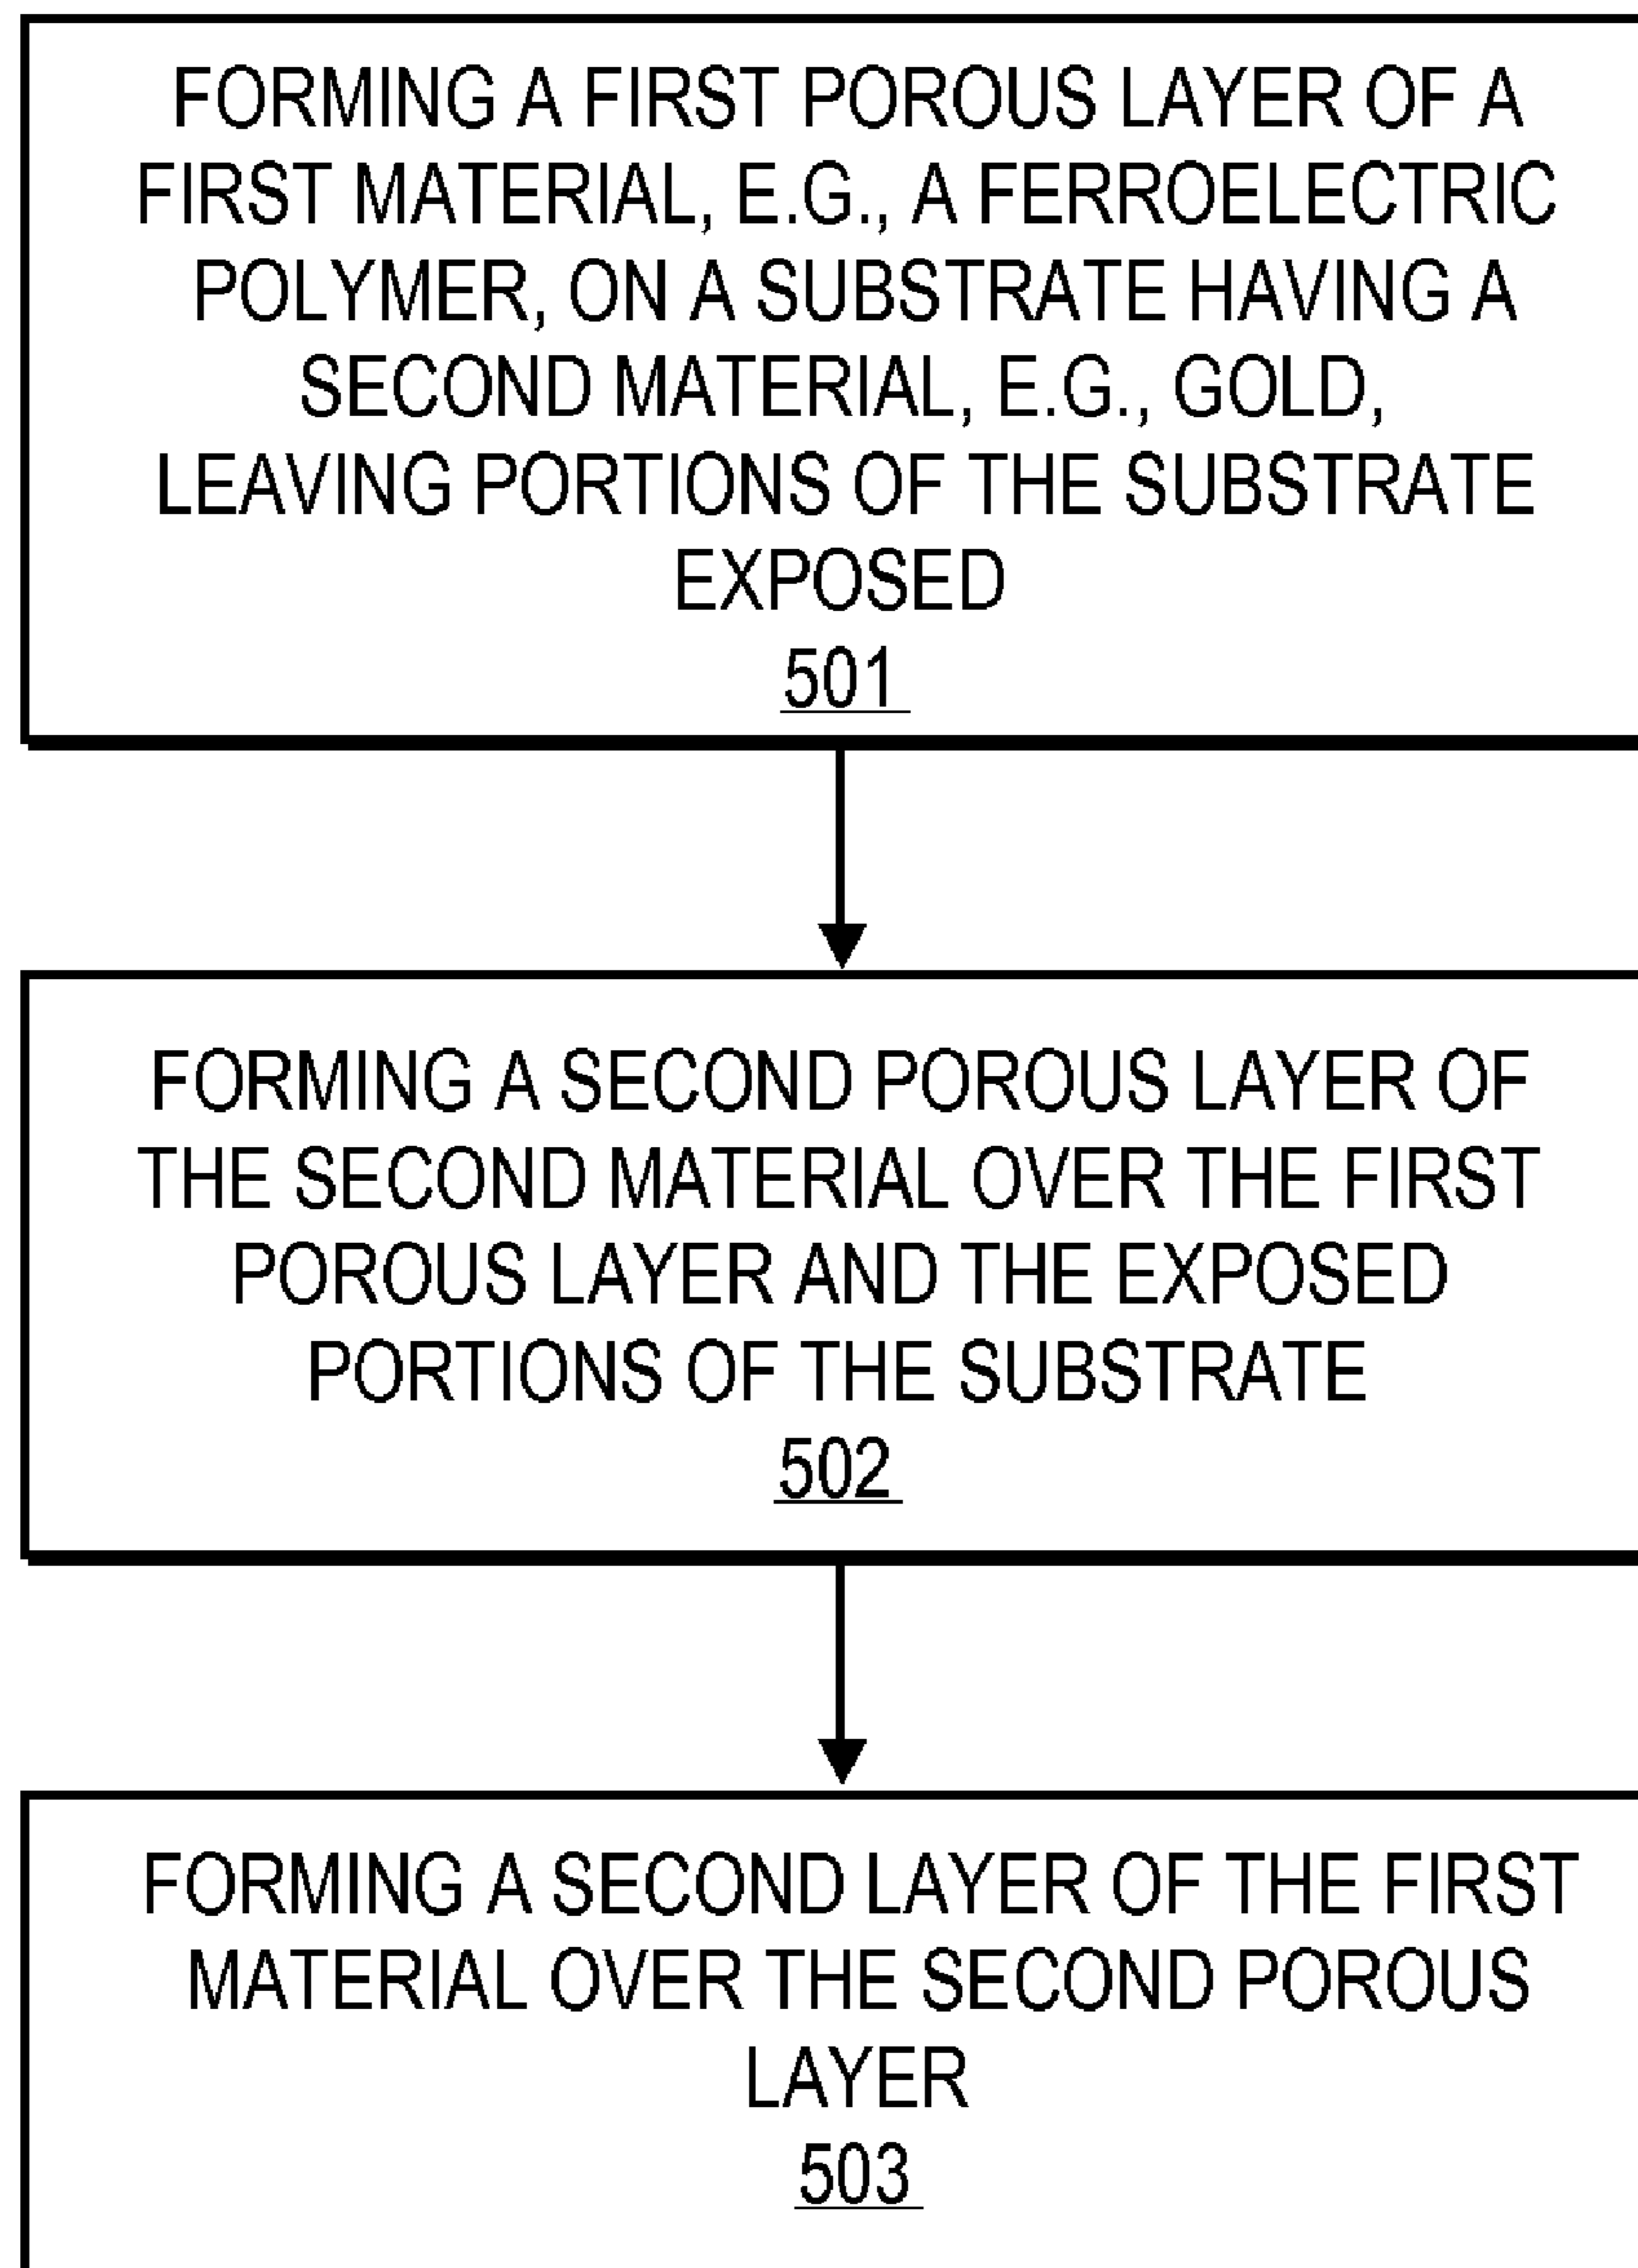 FORMING A FIRST POROUS LAYER OF A
FIRST MATERIAL, E.G., A FERROELECTRIC
POLYMER, ON A SUBSTRATE HAVING A
SECOND MATERIAL, E.G., GOLD,
LEAVING PORTIONS OF THE SUBSTRATE
EXPOSED
501
FORMING A SECOND POROUS LAYER OF
THE SECOND MATERIAL OVER THE FIRST
POROUS LAYER AND THE EXPOSED
PORTIONS OF THE SUBSTRATE
502
FORMING A SECOND LAYER OF THE FIRST
MATERIAL OVER THE SECOND POROUS
LAYER
503